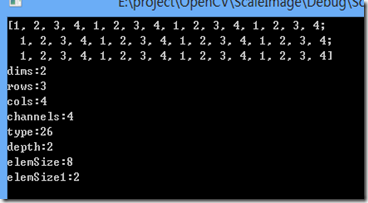 E:\project\OpenCV\ScaleImage\Debug\Sc
[1, 2, 3, 4, 1, 2, 3, 4, 1, 2, 3, 4, 1, 2, 3, 4;
1, 2, 3, 4, 1, 2, 3, 4, 1, 2, 3, 4, 1, 2, 3, 4;
1, 2, 3, 4, 1, 2, 3, 4, 1, 2, 3, 4, 1, 2, 3, 4]
dims:2
rows:3
cols:4
channels:4
type:26
depth:2
elemSize:8
elemSize1:2